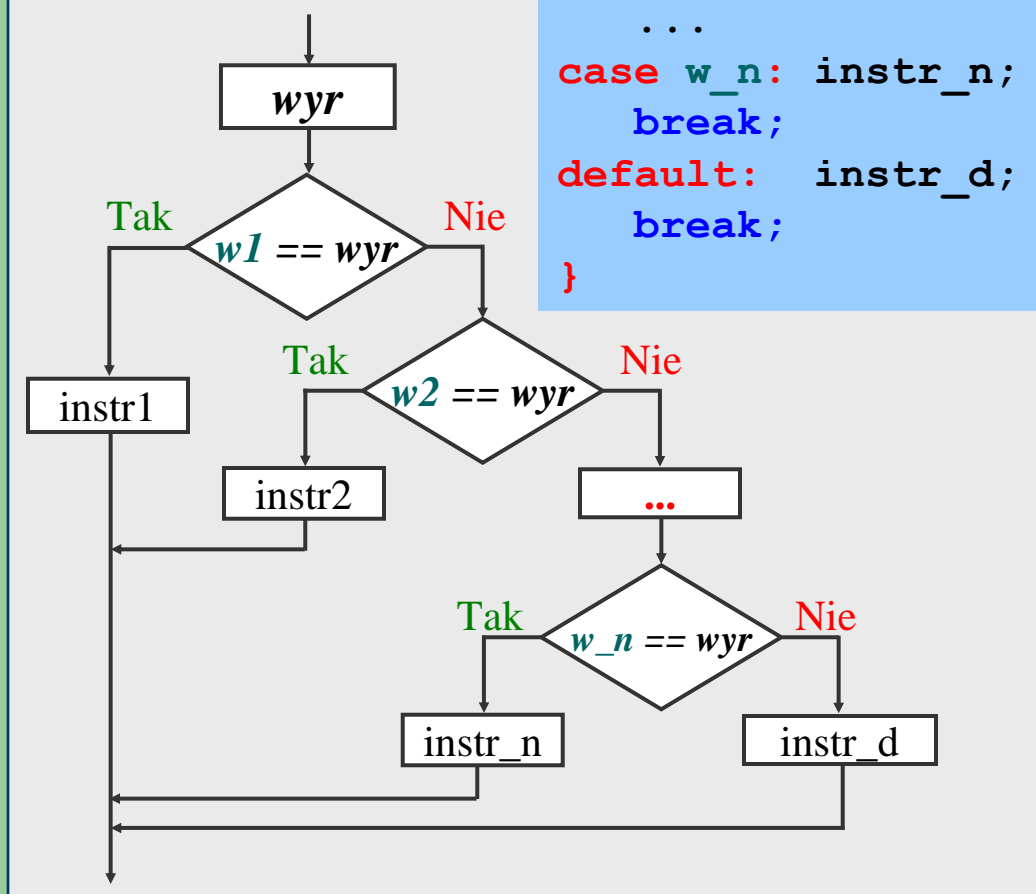 ...
case w_n: instr_n;
break;
default: instr_d;
break;
}
wyr
Tak
Nie
w1 == wyr
Tak
Nie
w2 == wyr
instr1
instr2
...
Tak
Nie
w_n == wyr
instr_n
instr_d